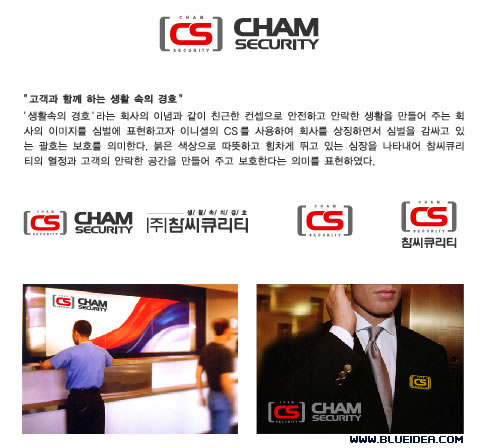 CHAM
CS
SECURITY
CHAM
SECURITY
"고객과 함께 하는 생활 속의 경호"
'생활속의 경호'라는 회사의 이념과 같이 친근한 컨셉으로 안전하고 안락한 생활을 만들어 주는 회
사의 이미지를 심벌에 표현하고자 이니셜의 CS를 사용하여 회사를 상징하면서 심벌을 감싸고 있
는 괄호는 보호를 의미한다. 붉은 색상으로 따뜻하고 힘차게 뛰고 있는 심장을 나타내어 참씨큐리
티의 열정과 고객의 안락한 공간을 만들어 주고 보호한다는 의미를 표현하였다.
CHAM
CS
SECURITY
CHAM
SECURITY
생/활/속/의/경/호
(주)참씨큐리티
CHAM
CS
SECURITY
CHAM
CS
SECURITY
참씨큐리티
CS
CHAM
SECURITY
CHAM
CS
SECURITY
CHAM
SECURITY
CS
WWW.BLUEIDEA.COM